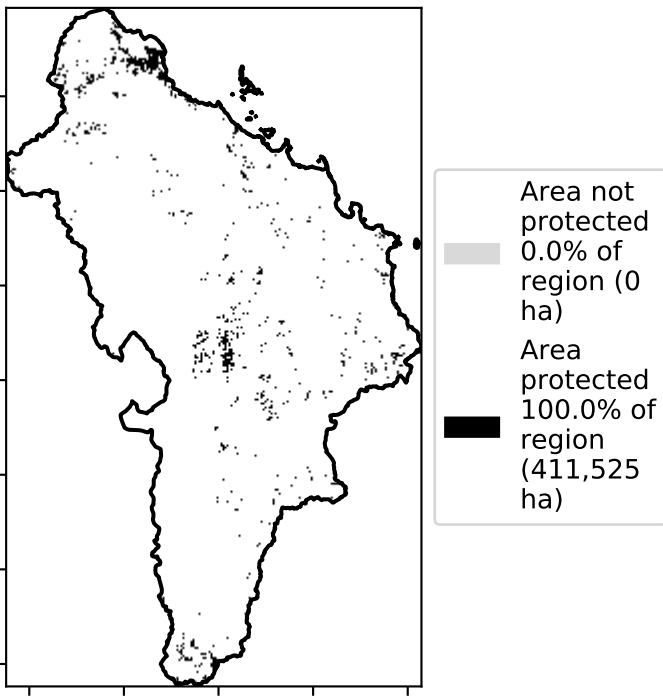 Area not
protected
0.0% of
region (0
ha)
Area
protected
100.0% of
region
(411,525
ha)